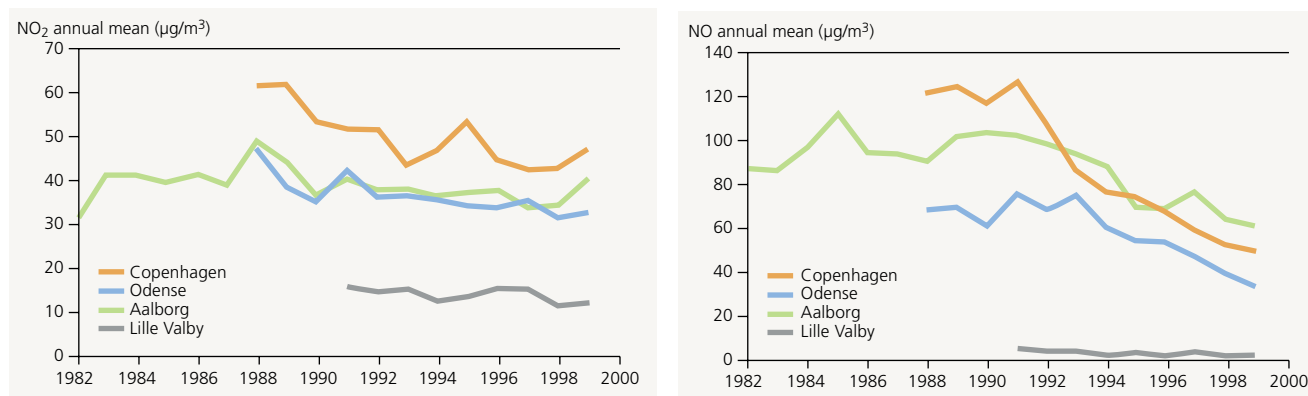 NO₂ annual mean (µg/m³)
70
60
50
40
30
20
10
0
Copenhagen
Odense
Aalborg
Lille Valby
1982 1984 1986 1988 1990 1992 1994 1996 1998 2000
NO annual mean (µg/m³)
140
120
100
80
60
40
20
0
Copenhagen
Odense
Aalborg
Lille Valby
1982 1984 1986 1988 1990 1992 1994 1996 1998 2000